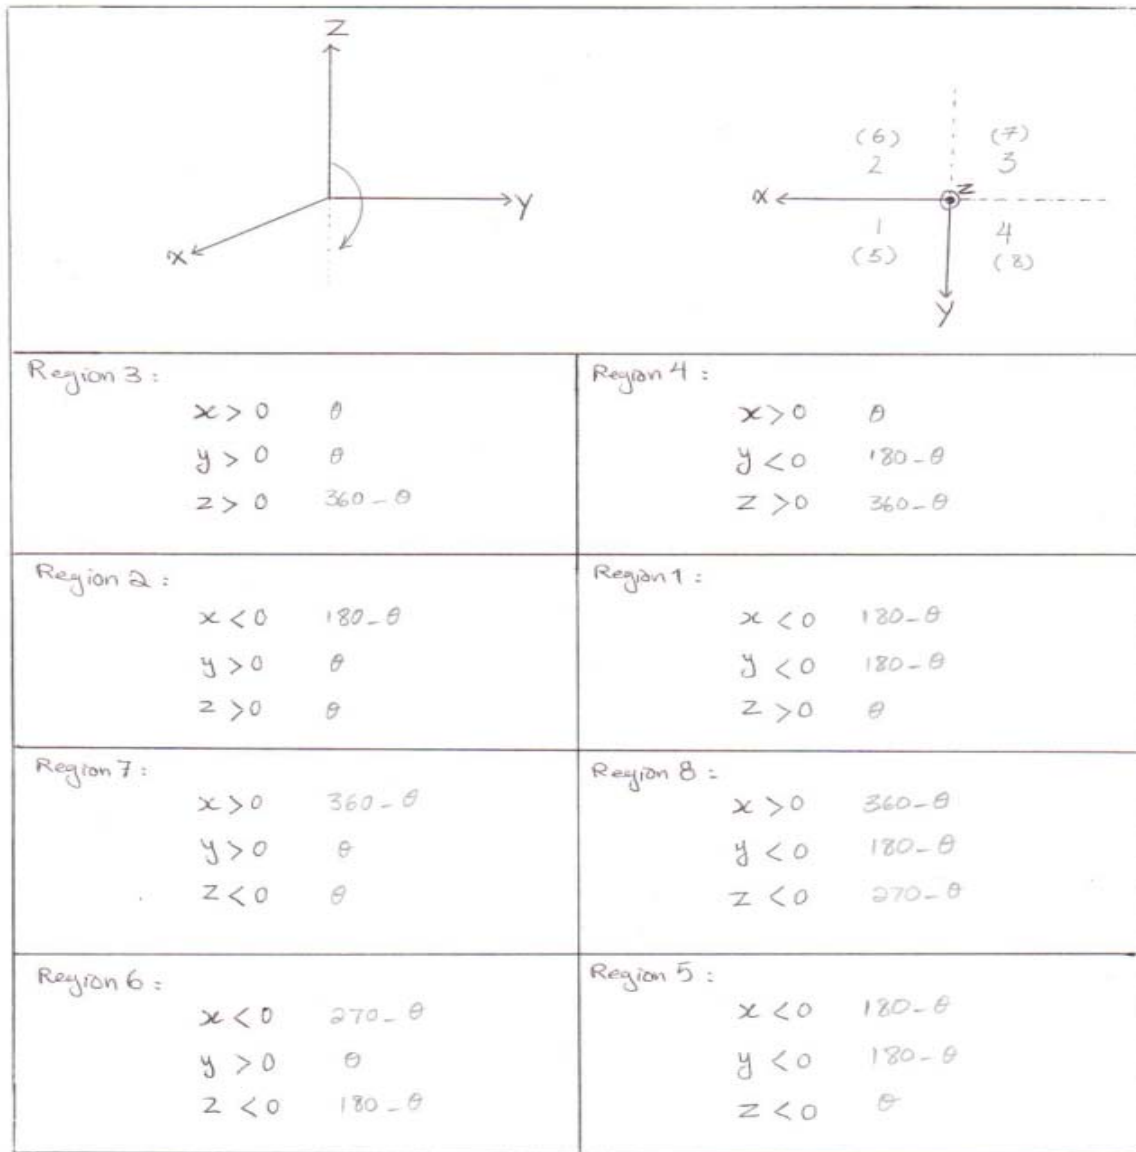 Z
Y
x
(6) (7)
2 3
x z
1 4
(5) (8)
y
Region 3 :
x > 0 θ
y > 0 θ
z > 0 360 - θ
Region 4 :
x > 0 θ
y < 0 180 - θ
z > 0 360 - θ
Region 2 :
x < 0 180 - θ
y > 0 θ
z > 0 θ
Region 1 :
x < 0 180 - θ
y < 0 180 - θ
z > 0 θ
Region 7 :
x > 0 360 - θ
y > 0 θ
z < 0 θ
Region 8 :
x > 0 360 - θ
y < 0 180 - θ
z < 0 270 - θ
Region 6 :
x < 0 270 - θ
y > 0 θ
z < 0 180 - θ
Region 5 :
x < 0 180 - θ
y < 0 180 - θ
z < 0 θ